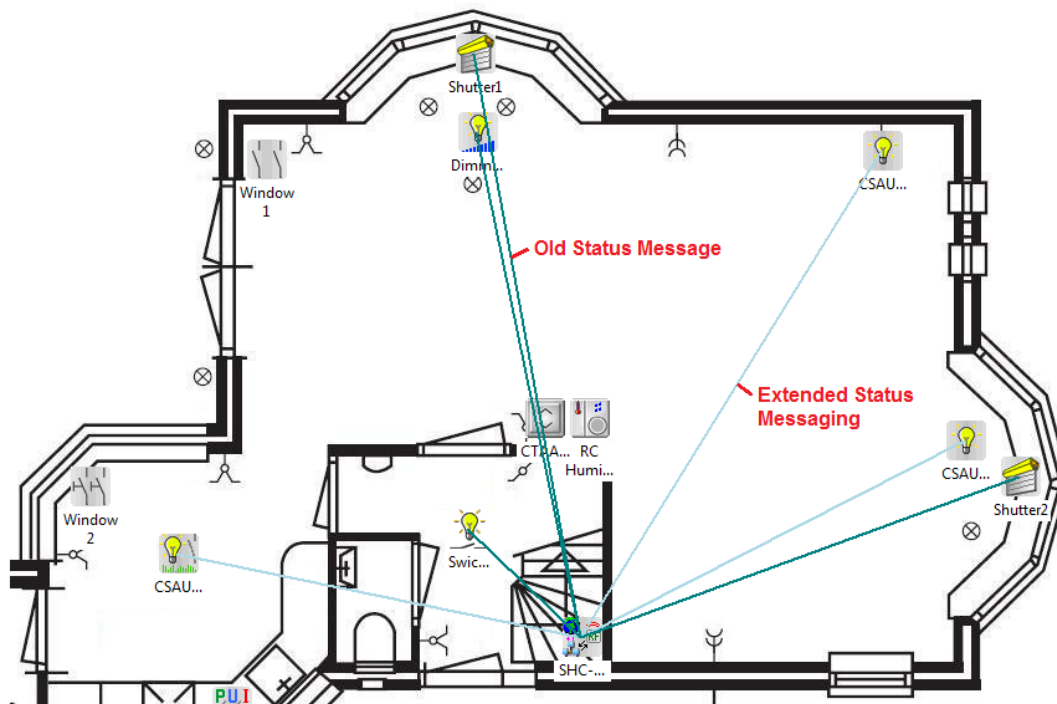 Shutter1
Dimm...
Window
1
CSAU...
Old Status Message
Extended Status
Messaging
RC
Humi...
CSAU...
Shutter2
Window
2
Swic...
CSAU...
RF
SHC-...
PUI